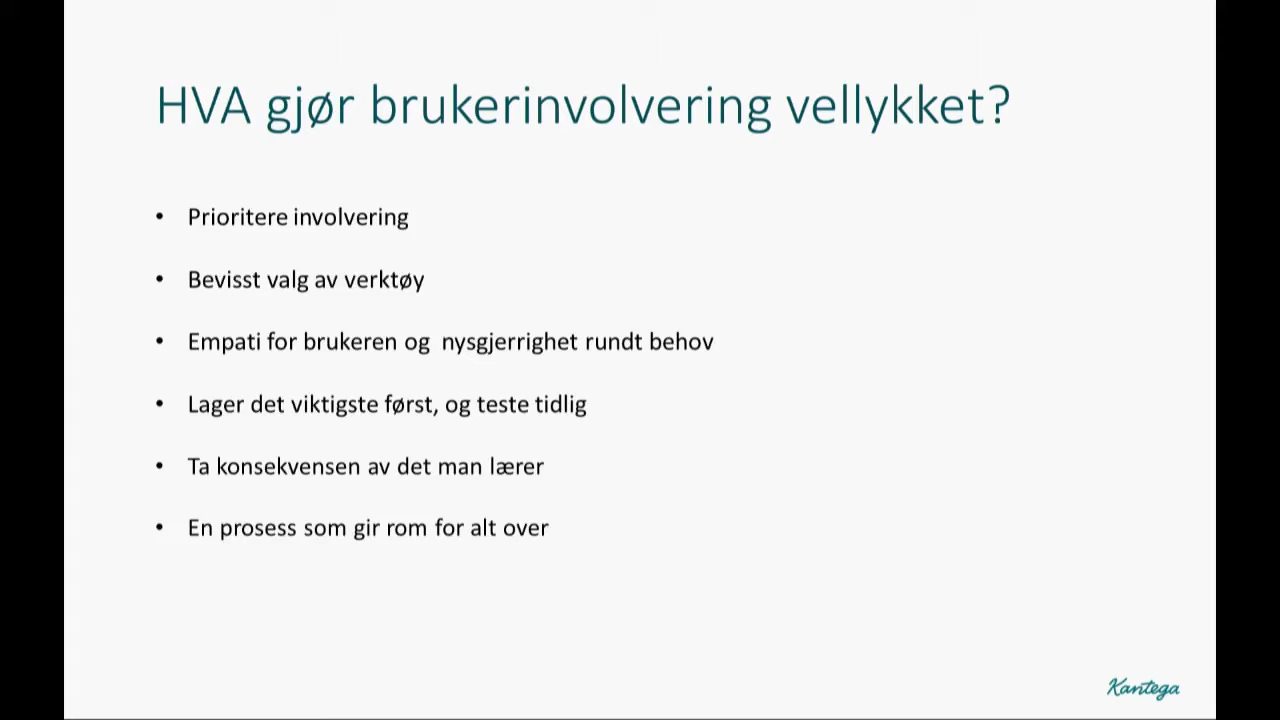 HVA gjør brukerinvolvering vellykket?
• Prioritere involvering
• Bevisst valg av verktøy
• Empati for brukeren og nysgjerrighet rundt behov
• Lager det viktigste først, og teste tidlig
• Ta konsekvensen av det man lærer
• En prosess som gir rom for alt over
Kantega